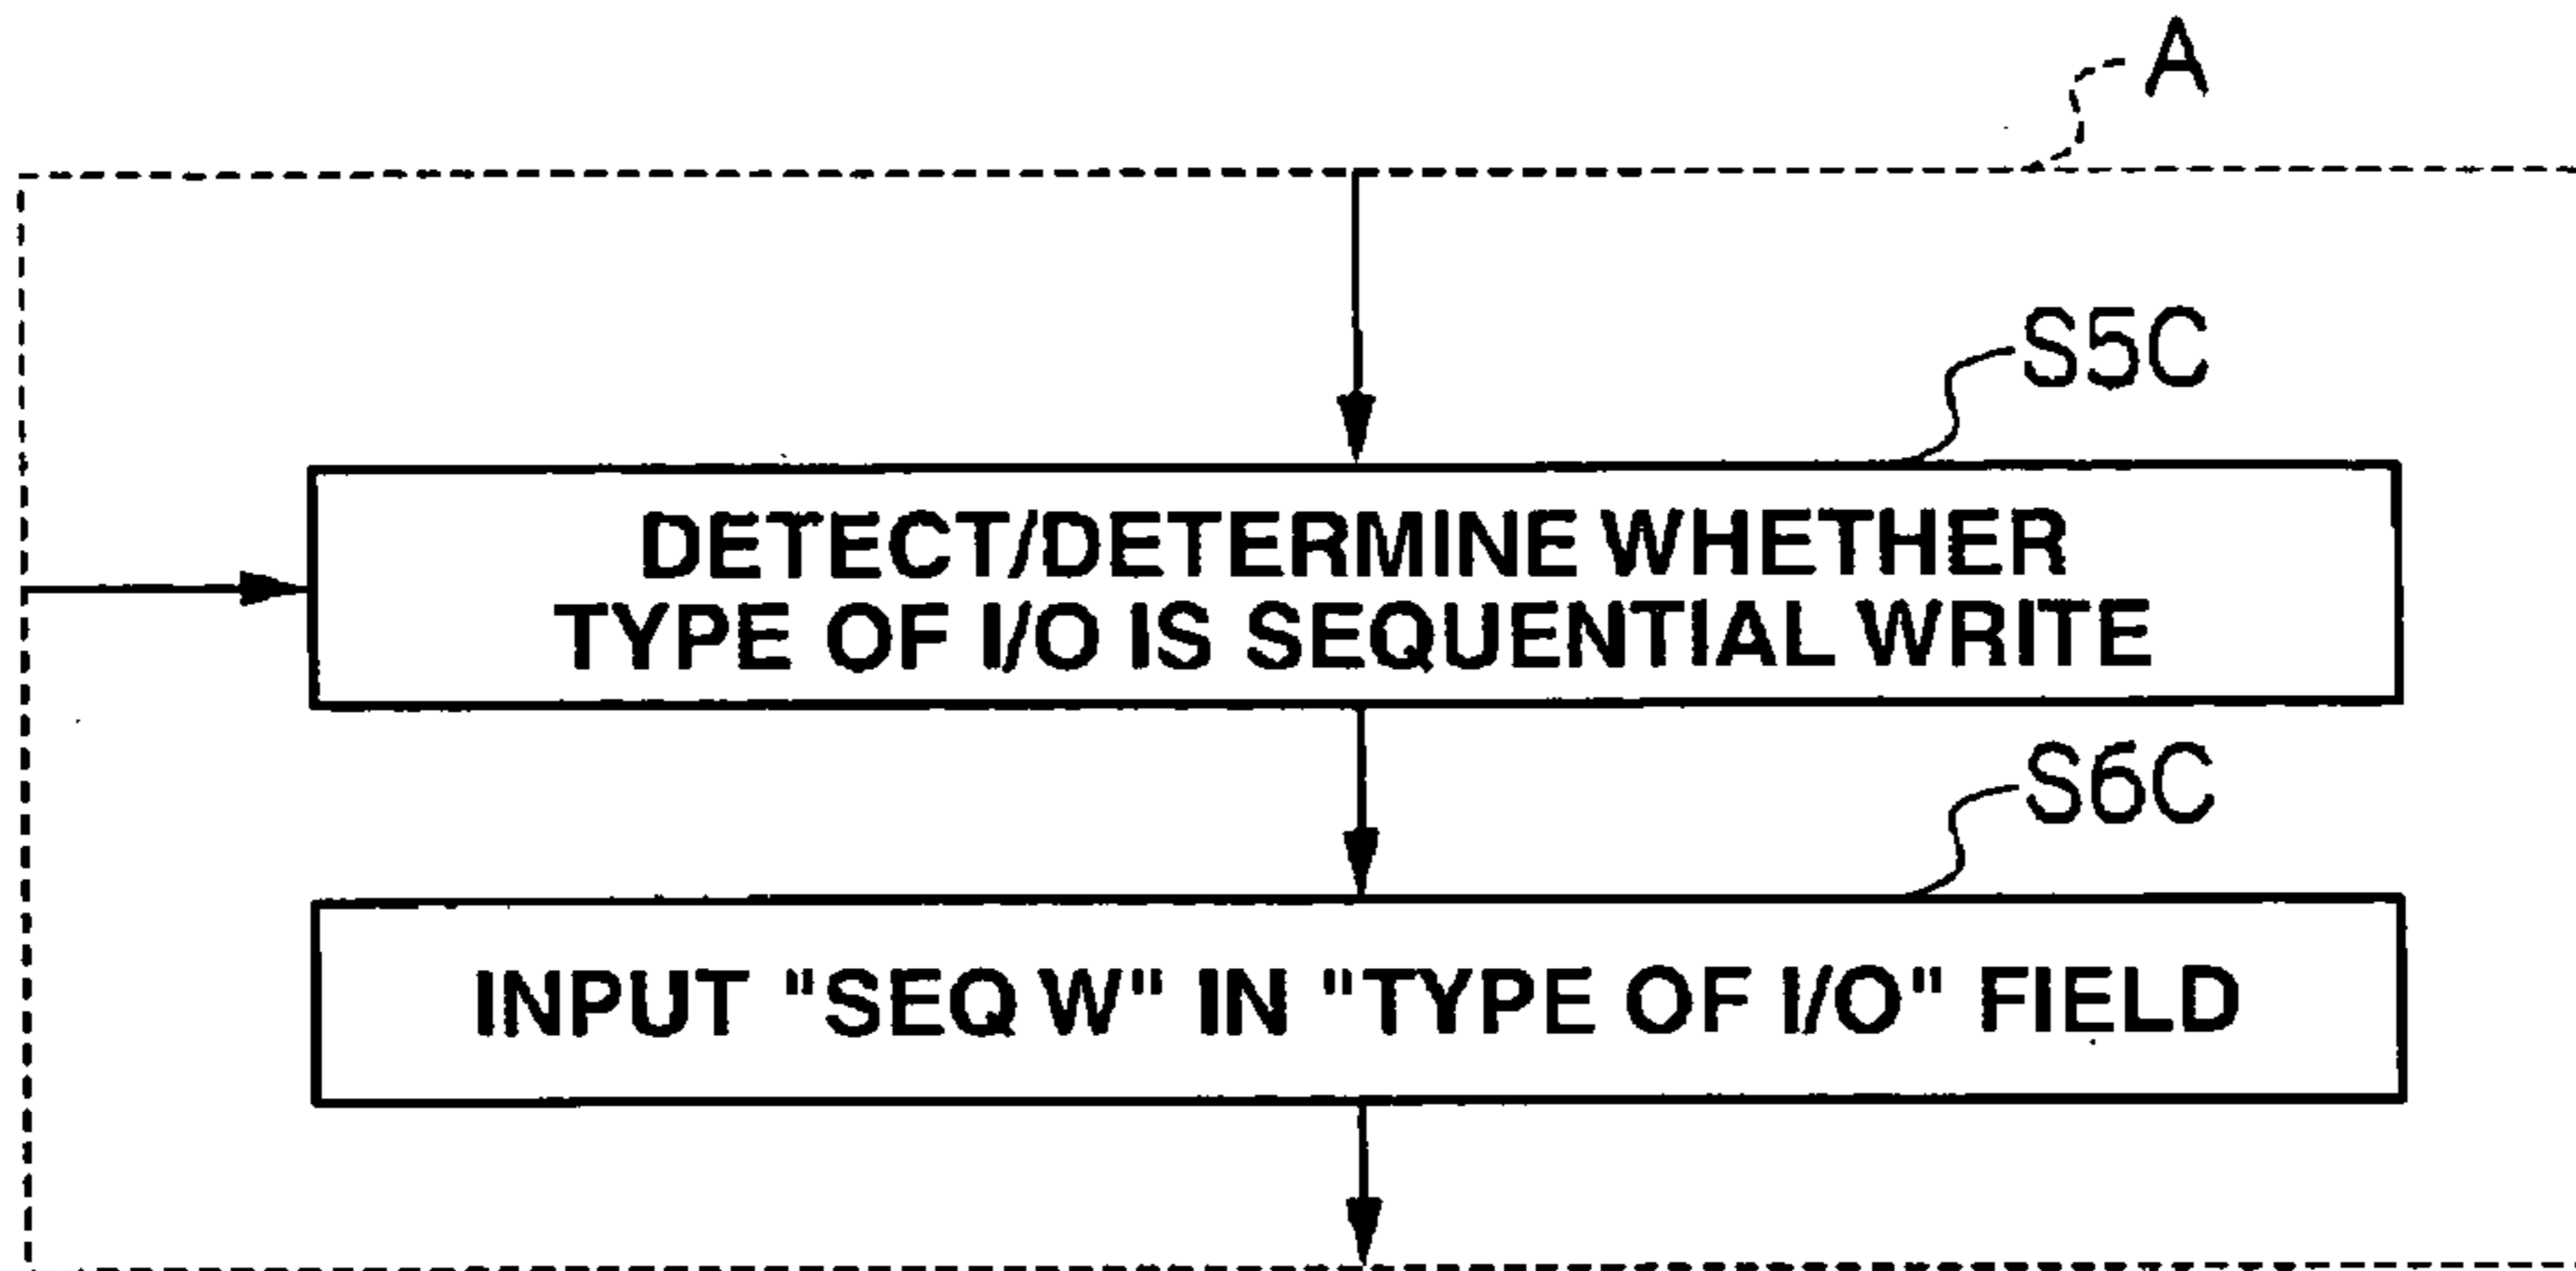 A
S5C
DETECT/DETERMINE WHETHER
TYPE OF I/O IS SEQUENTIAL WRITE
S6C
INPUT "SEQ W" IN "TYPE OF I/O" FIELD